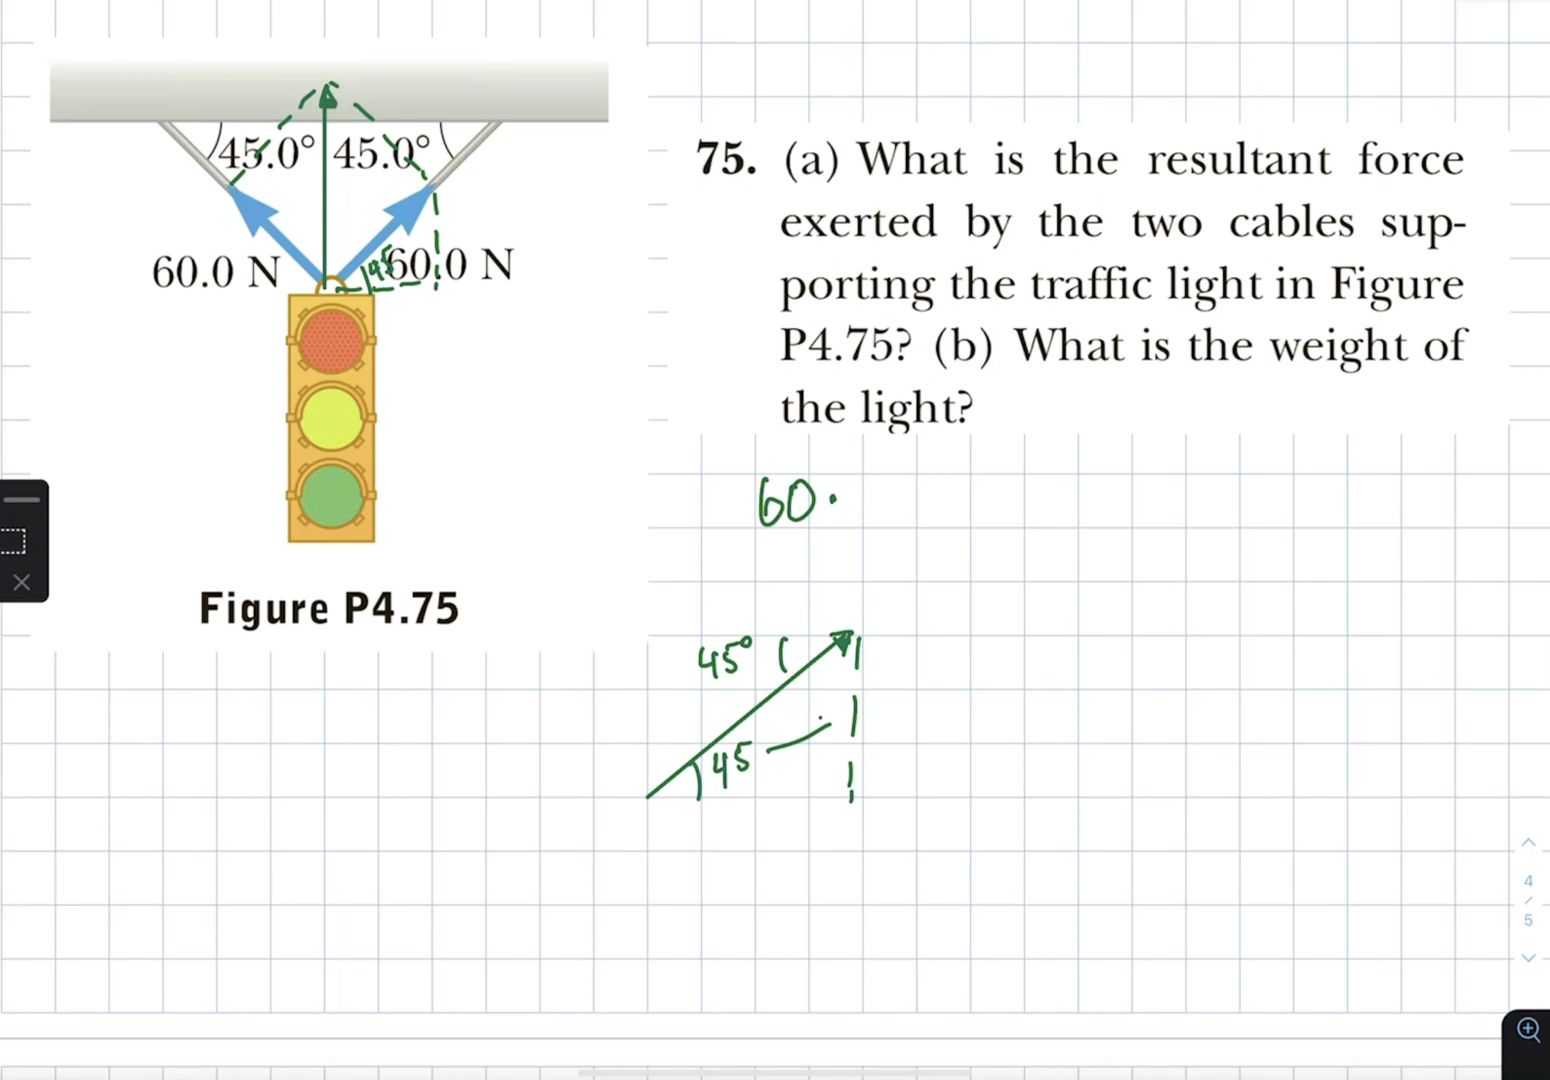 45.0° 45.0°
60.0 N 60.0 N
45
Figure P4.75
75. (a) What is the resultant force
exerted by the two cables sup-
porting the traffic light in Figure
P4.75? (b) What is the weight of
the light?
60·
45°
45
4
5